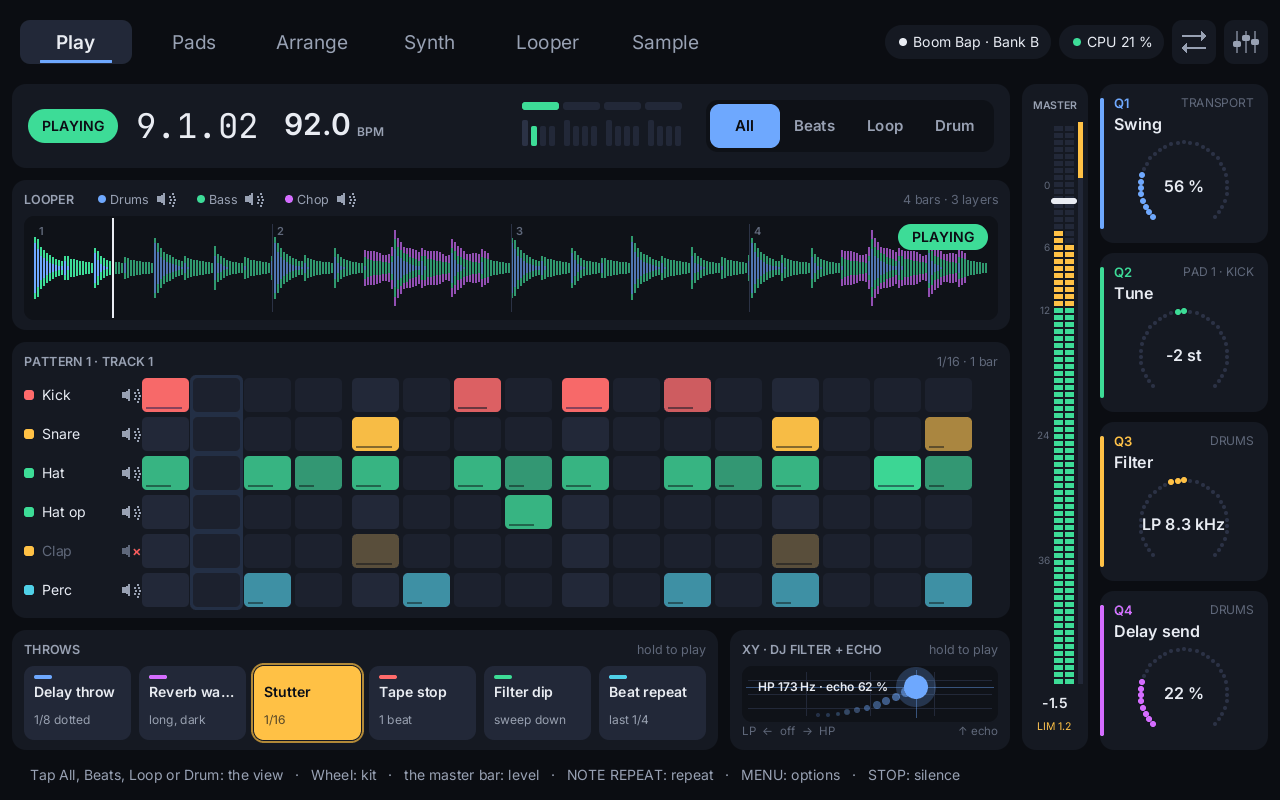 Play Pads Arrange Synth Looper Sample
Boom Bap · Bank B
CPU 21 %
PLAYING 9.1.02 92.0 BPM
All Beats Loop Drum
LOOPER Drums Bass Chop 4 bars · 3 layers
1 2 3 4 PLAYING
PATTERN 1 · TRACK 1 1/16 · 1 bar
Kick
Snare
Hat
Hat op
Clap
Perc
THROWS hold to play
Delay throw
1/8 dotted
Reverb wa...
long, dark
Stutter
1/16
Tape stop
1 beat
Filter dip
sweep down
Beat repeat
last 1/4
XY · DJ FILTER + ECHO hold to play
HP 173 Hz · echo 62 %
LP ← off → HP ↑ echo
MASTER
0
6
12
24
36
-1.5
LIM 1.2
Q1 TRANSPORT
Swing
56 %
Q2 PAD 1 · KICK
Tune
-2 st
Q3 DRUMS
Filter
LP 8.3 kHz
Q4 DRUMS
Delay send
22 %
Tap All, Beats, Loop or Drum: the view · Wheel: kit · the master bar: level · NOTE REPEAT: repeat · MENU: options · STOP: silence